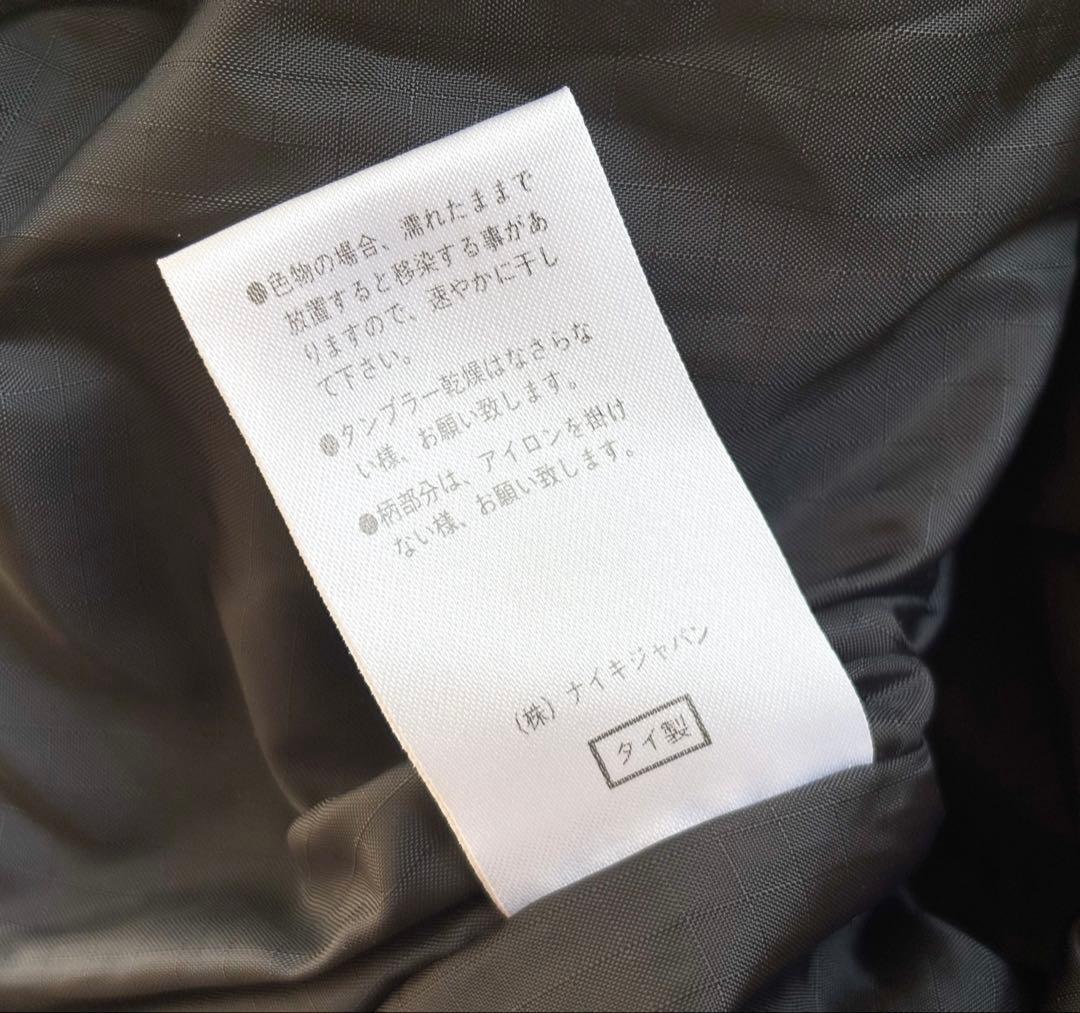 ●色物の場合、濡れたままで
放置すると移染する事があ
りますので、速やかに干し
て下さい。
●タンブラー乾燥はなさらな
い様、お願い致します。
●柄部分は、アイロンを掛け
ない様、お願い致します。
(株)ナイキジャパン
タイ製